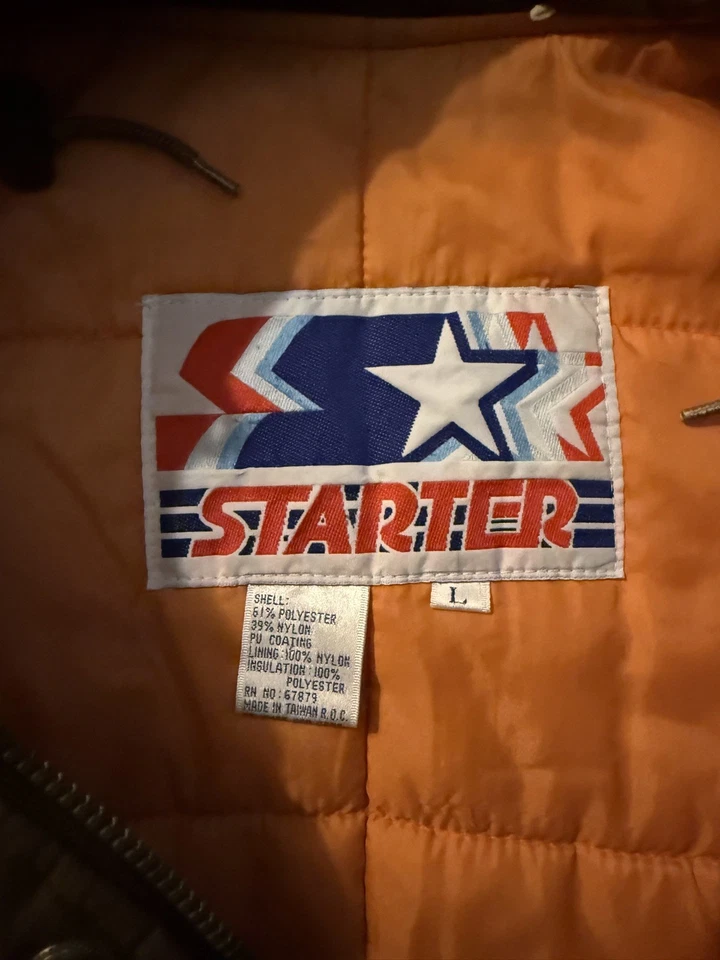 STARTER
L
SHELL:
61% POLYESTER
39% NYLON
PU COATING
LINING:100% NYLON
INSULATION:100%
POLYESTER
RN NO:67879
MADE IN TAIWAN R.O.C.